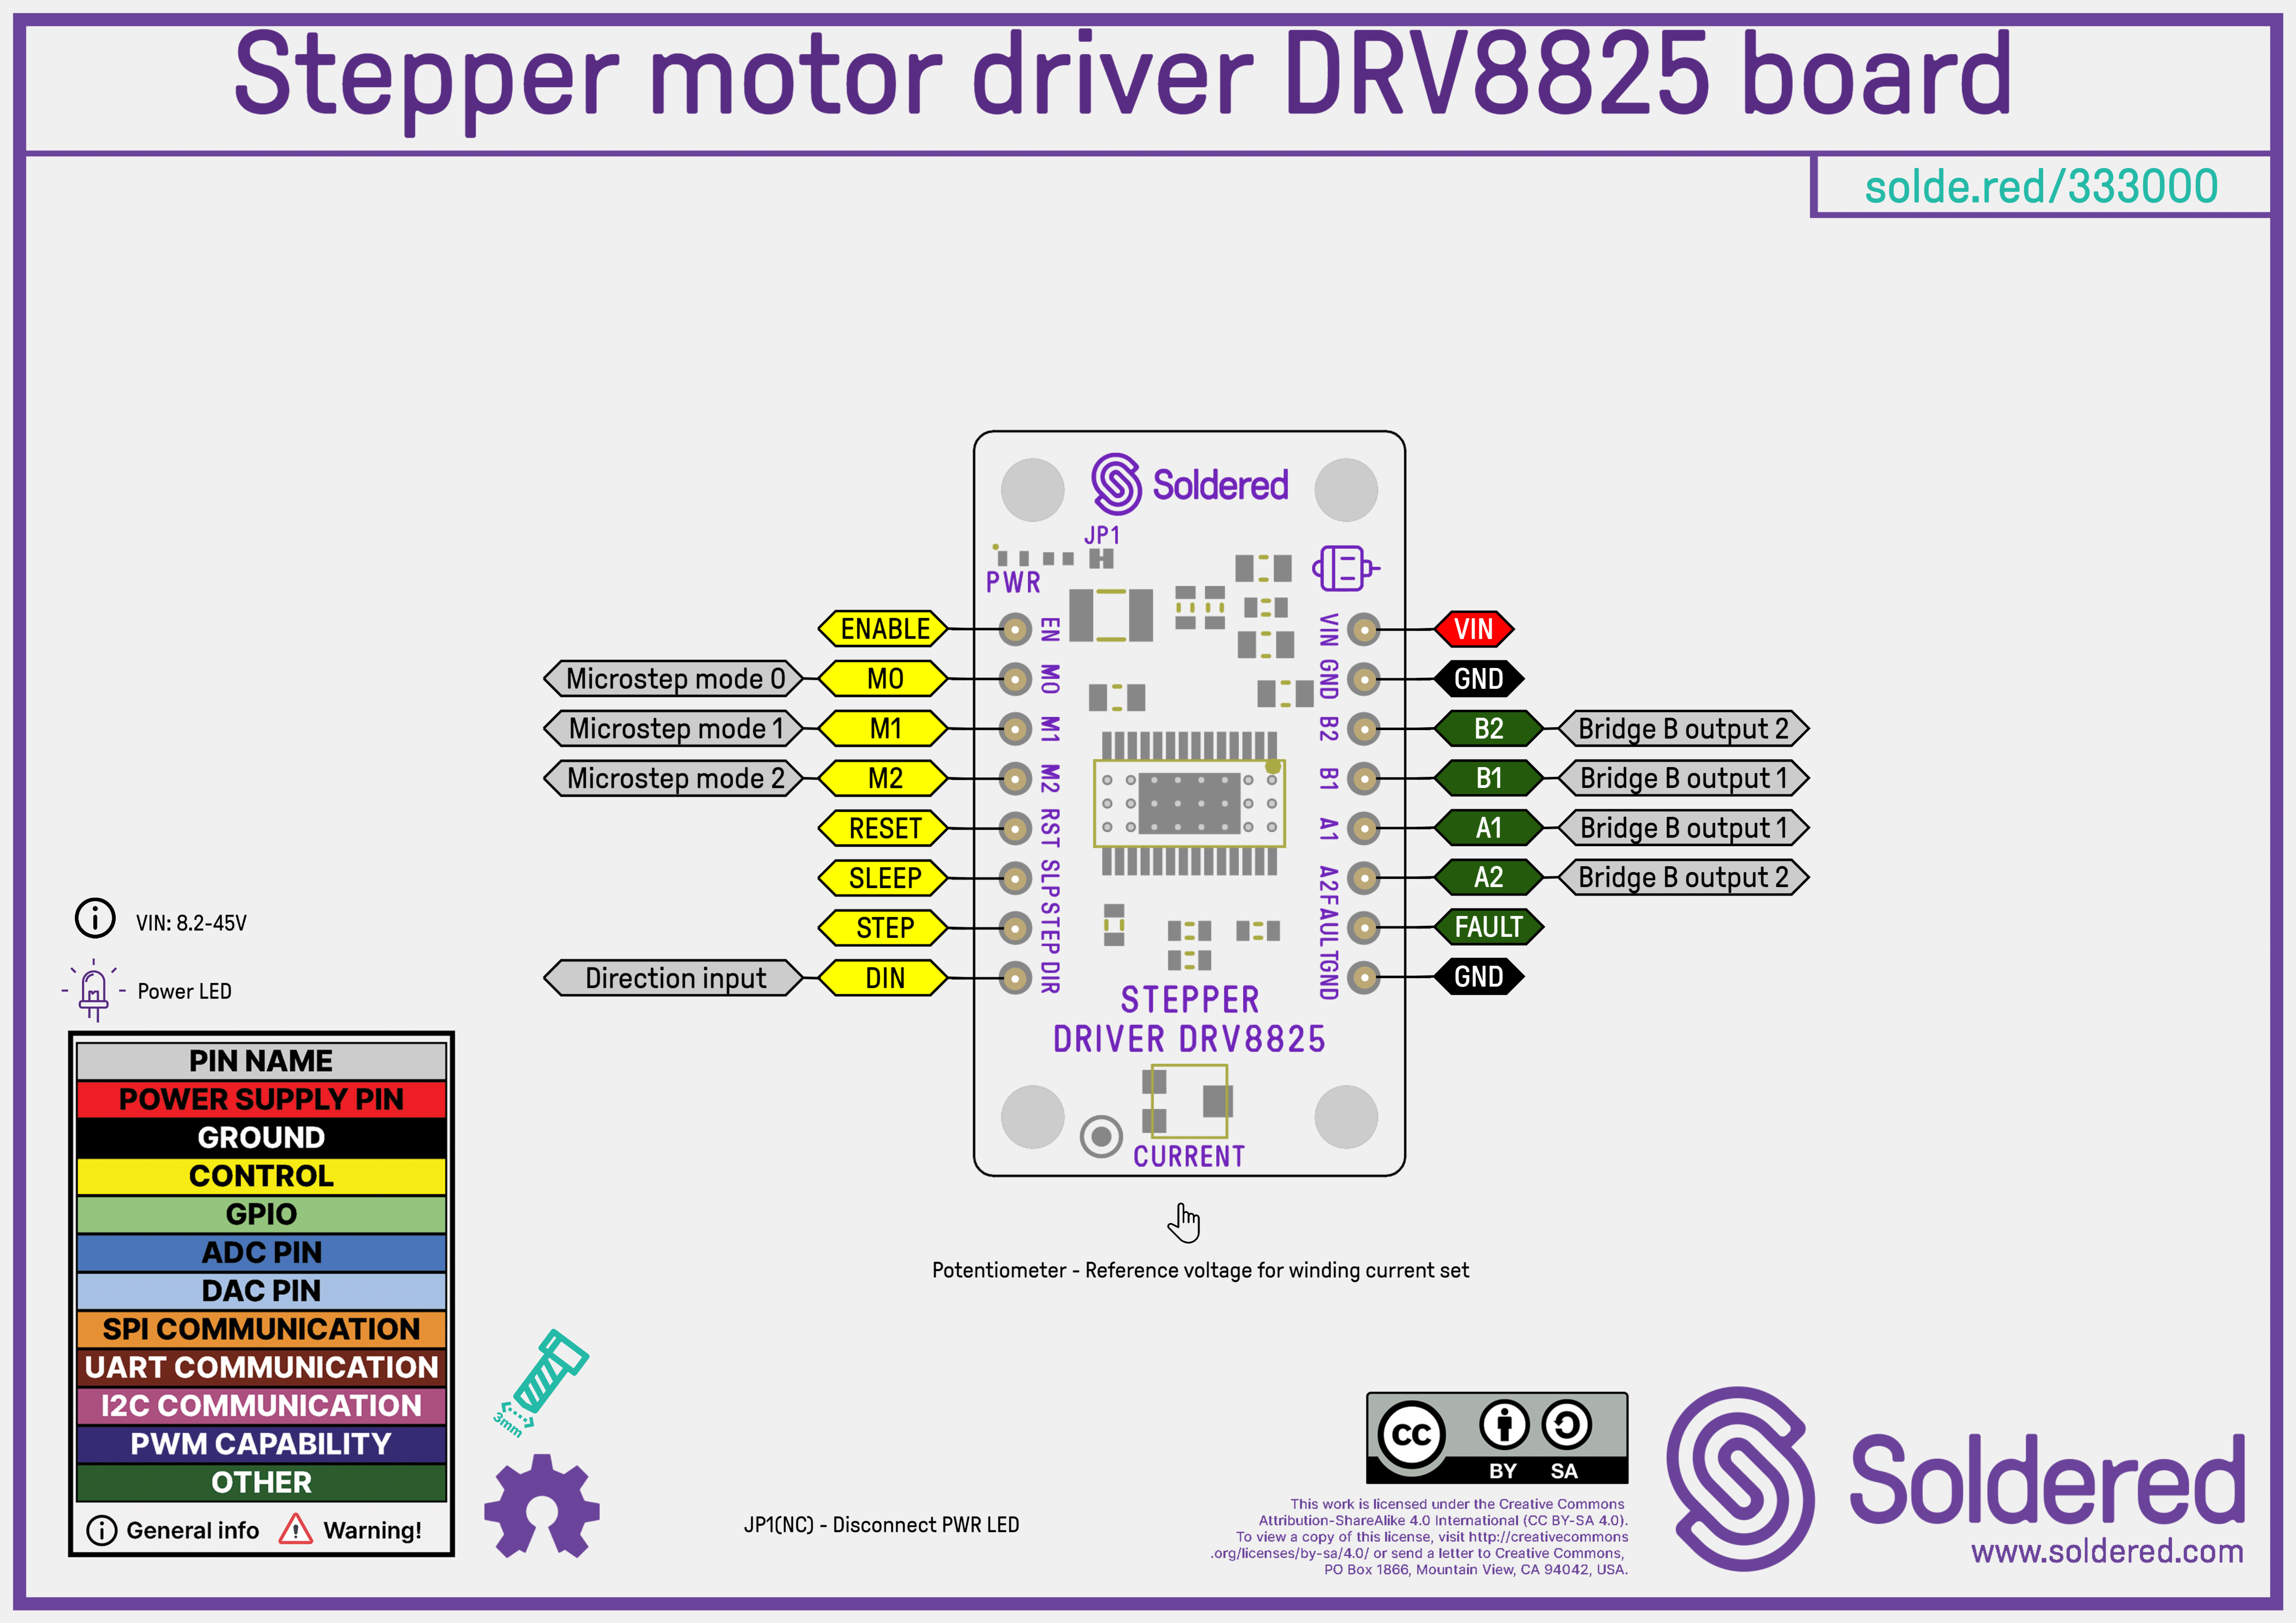 Stepper motor driver DRV8825 board
solde.red/333000
Soldered
JP1
PWR
ENABLE
EN
VIN
VIN
Microstep mode 0
M0
M0
GND
GND
Microstep mode 1
M1
M1
B2
B2
Bridge B output 2
Microstep mode 2
M2
M2
B1
B1
Bridge B output 1
RESET
RST
A1
A1
Bridge B output 1
SLEEP
SLP
A2
A2
Bridge B output 2
STEP
STEP
FAULT
FAULT
Direction input
DIN
DIR
GND
GND
STEPPER
DRIVER DRV8825
CURRENT
Potentiometer - Reference voltage for winding current set
VIN: 8.2-45V
Power LED
PIN NAME
POWER SUPPLY PIN
GROUND
CONTROL
GPIO
ADC PIN
DAC PIN
SPI COMMUNICATION
UART COMMUNICATION
I2C COMMUNICATION
PWM CAPABILITY
OTHER
General info
Warning!
3mm
JP1(NC) - Disconnect PWR LED
CC
BY SA
This work is licensed under the Creative Commons
Attribution-ShareAlike 4.0 International (CC BY-SA 4.0).
To view a copy of this license, visit http://creativecommons
.org/licenses/by-sa/4.0/ or send a letter to Creative Commons,
PO Box 1866, Mountain View, CA 94042, USA.
Soldered
www.soldered.com